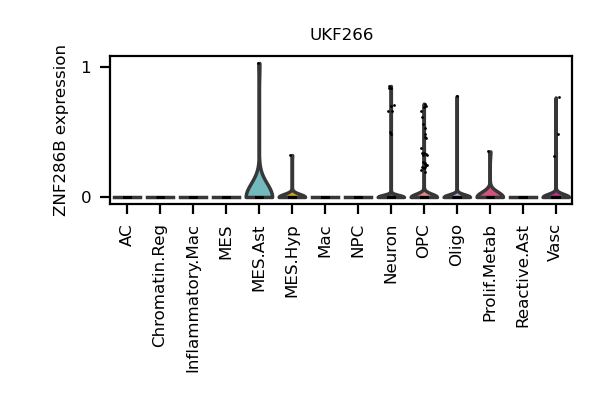 UKF266
ZNF286B expression
1
0
AC
Chromatin.Reg
Inflammatory.Mac
MES
MES.Ast
MES.Hyp
Mac
NPC
Neuron
OPC
Oligo
Prolif.Metab
Reactive.Ast
Vasc